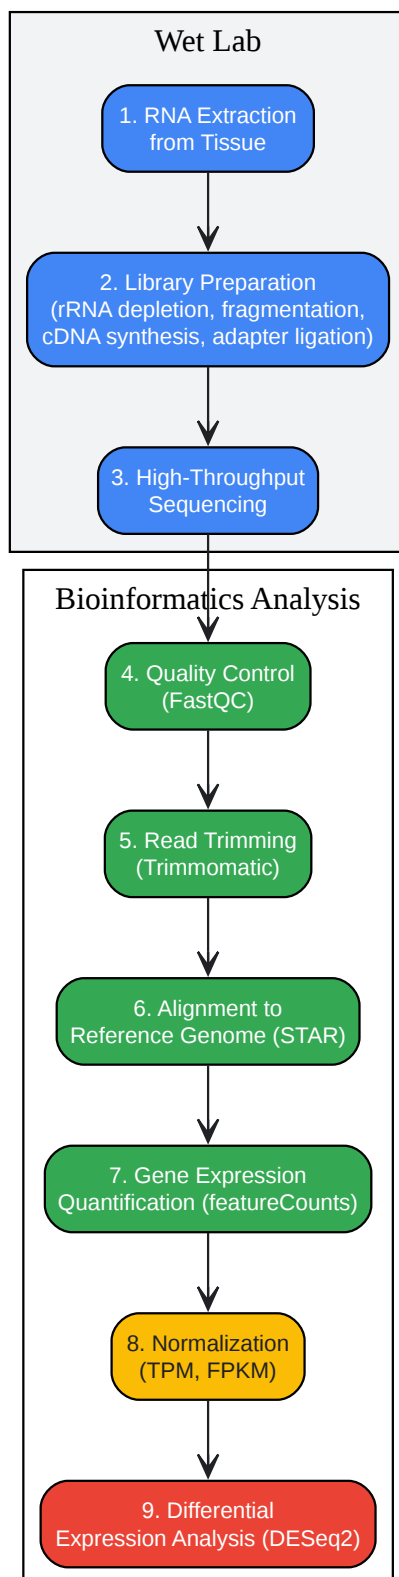 Wet Lab
1. RNA Extraction
from Tissue
2. Library Preparation
(rRNA depletion, fragmentation,
cDNA synthesis, adapter ligation)
3. High-Throughput
Sequencing
Bioinformatics Analysis
4. Quality Control
(FastQC)
5. Read Trimming
(Trimmomatic)
6. Alignment to
Reference Genome (STAR)
7. Gene Expression
Quantification (featureCounts)
8. Normalization
(TPM, FPKM)
9. Differential
Expression Analysis (DESeq2)